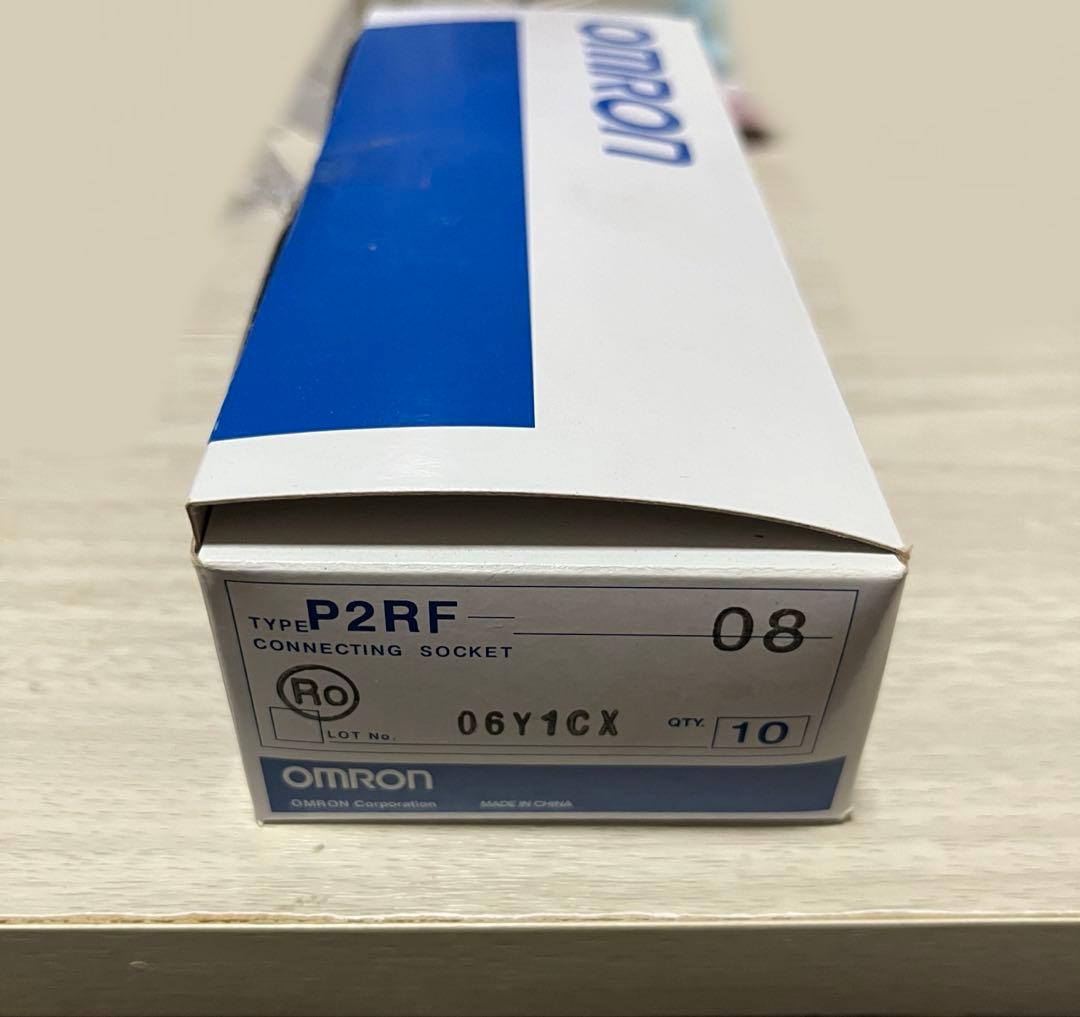 OMRON
TYPE P2RF— 08
CONNECTING SOCKET
Ro
LOT No. 06Y1CX QTY. 10
OMRON
OMRON Corporation MADE IN CHINA